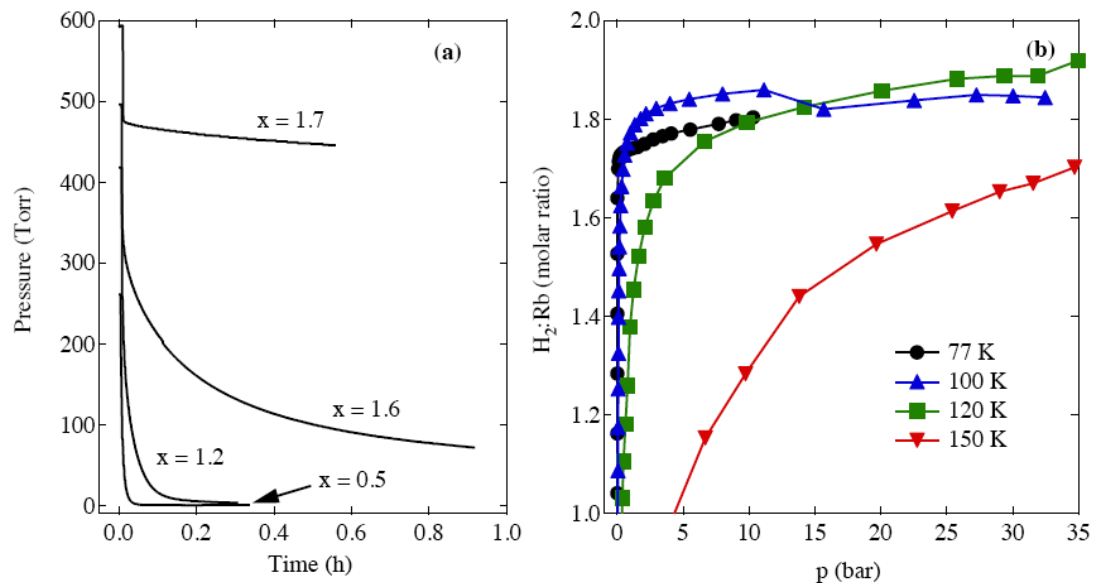 (a)
Pressure (Torr)
600
500
400
300
200
100
0
x = 1.7
x = 1.6
x = 1.2
x = 0.5
0.0 0.2 0.4 0.6 0.8 1.0
Time (h)
(b)
H2:Rb (molar ratio)
2.0
1.8
1.6
1.4
1.2
1.0
77 K
100 K
120 K
150 K
0 5 10 15 20 25 30 35
p (bar)